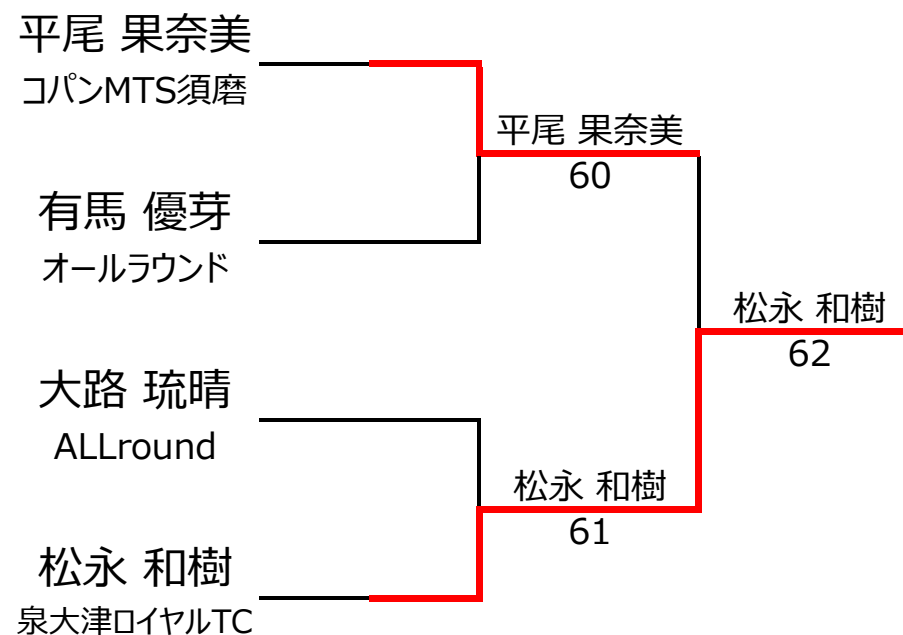 平尾 果奈美
コパンMTS須磨
平尾 果奈美
60
有馬 優芽
オールラウンド
松永 和樹
62
大路 琉晴
ALLround
松永 和樹
61
松永 和樹
泉大津ロイヤルTC